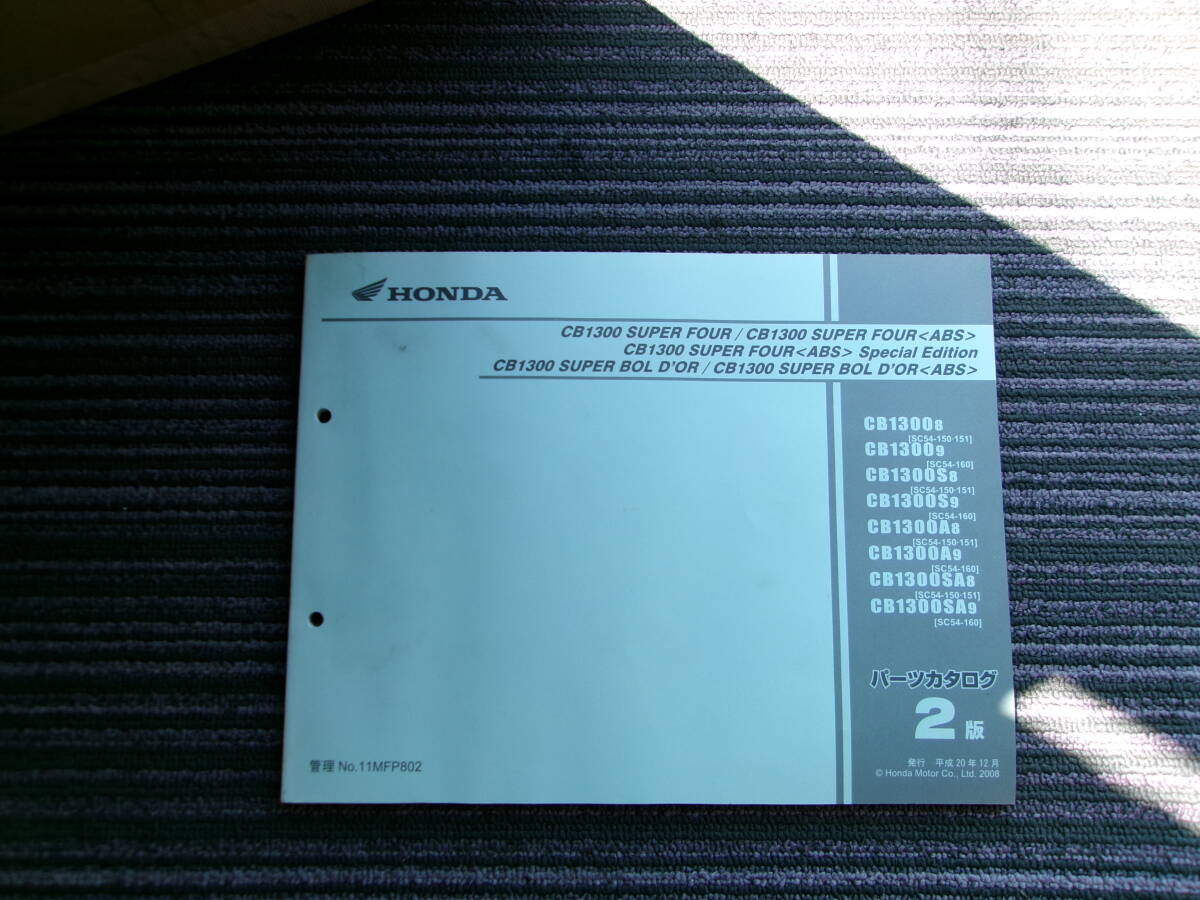 HONDA
CB1300 SUPER FOUR / CB1300 SUPER FOUR<ABS>
CB1300 SUPER FOUR<ABS> Special Edition
CB1300 SUPER BOL D'OR / CB1300 SUPER BOL D'OR<ABS>
CB13008
[SC54-150·151]
CB13009
[SC54-160]
CB1300S8
[SC54-150·151]
CB1300S9
[SC54-160]
CB1300A8
[SC54-150·151]
CB1300A9
[SC54-160]
CB1300SA8
[SC54-150·151]
CB1300SA9
[SC54-160]
パーツカタログ
2版
管理 No.11MFP802
発行 平成20年12月
© Honda Motor Co., Ltd. 2008